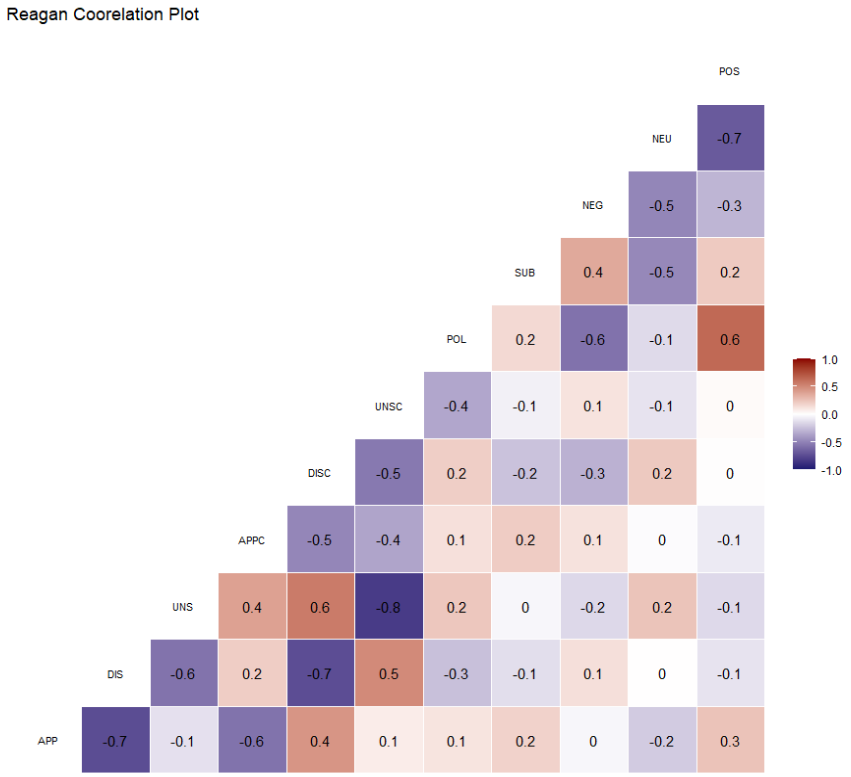 Reagan Coorelation Plot
POS
NEU -0.7
NEG -0.5 -0.3
SUB 0.4 -0.5 0.2
POL 0.2 -0.6 -0.1 0.6
1.0
0.5
0.0
-0.5
-1.0
UNSC -0.4 -0.1 0.1 -0.1 0
DISC -0.5 0.2 -0.2 -0.3 0.2 0
APPC -0.5 -0.4 0.1 0.2 0.1 0 -0.1
UNS 0.4 0.6 -0.8 0.2 0 -0.2 0.2 -0.1
DIS -0.6 0.2 -0.7 0.5 -0.3 -0.1 0.1 0 -0.1
APP -0.7 -0.1 -0.6 0.4 0.1 0.1 0.2 0 -0.2 0.3